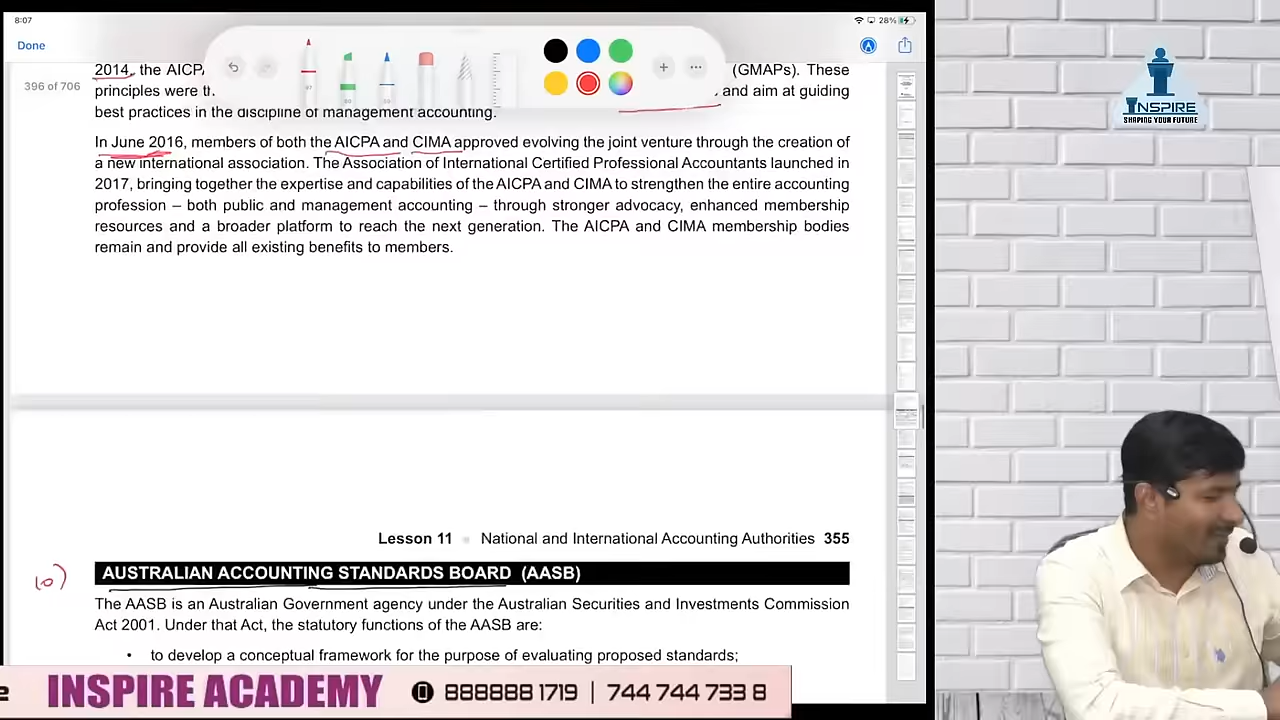 8:07
28%
Done
396 of 706
2014, the AICP (GMAPs). These
principles were th and aim at guiding
best practices in the discipline of management accounting.
In June 2016, members of both the AICPA and CIMA approved evolving the joint venture through the creation of
a new international association. The Association of International Certified Professional Accountants launched in
2017, bringing together the expertise and capabilities of the AICPA and CIMA to strengthen the entire accounting
profession – both public and management accounting – through stronger advocacy, enhanced membership
resources and a broader platform to reach the next generation. The AICPA and CIMA membership bodies
remain and provide all existing benefits to members.
Lesson 11 National and International Accounting Authorities 355
10)
AUSTRALIAN ACCOUNTING STANDARDS BOARD (AASB)
The AASB is an Australian Government agency under the Australian Securities and Investments Commission
Act 2001. Under that Act, the statutory functions of the AASB are:
• to develop a conceptual framework for the purpose of evaluating proposed standards;
e INSPIRE ACADEMY 888888 1719 | 744 744 733 8
INSPIRE
SHAPING YOUR FUTURE